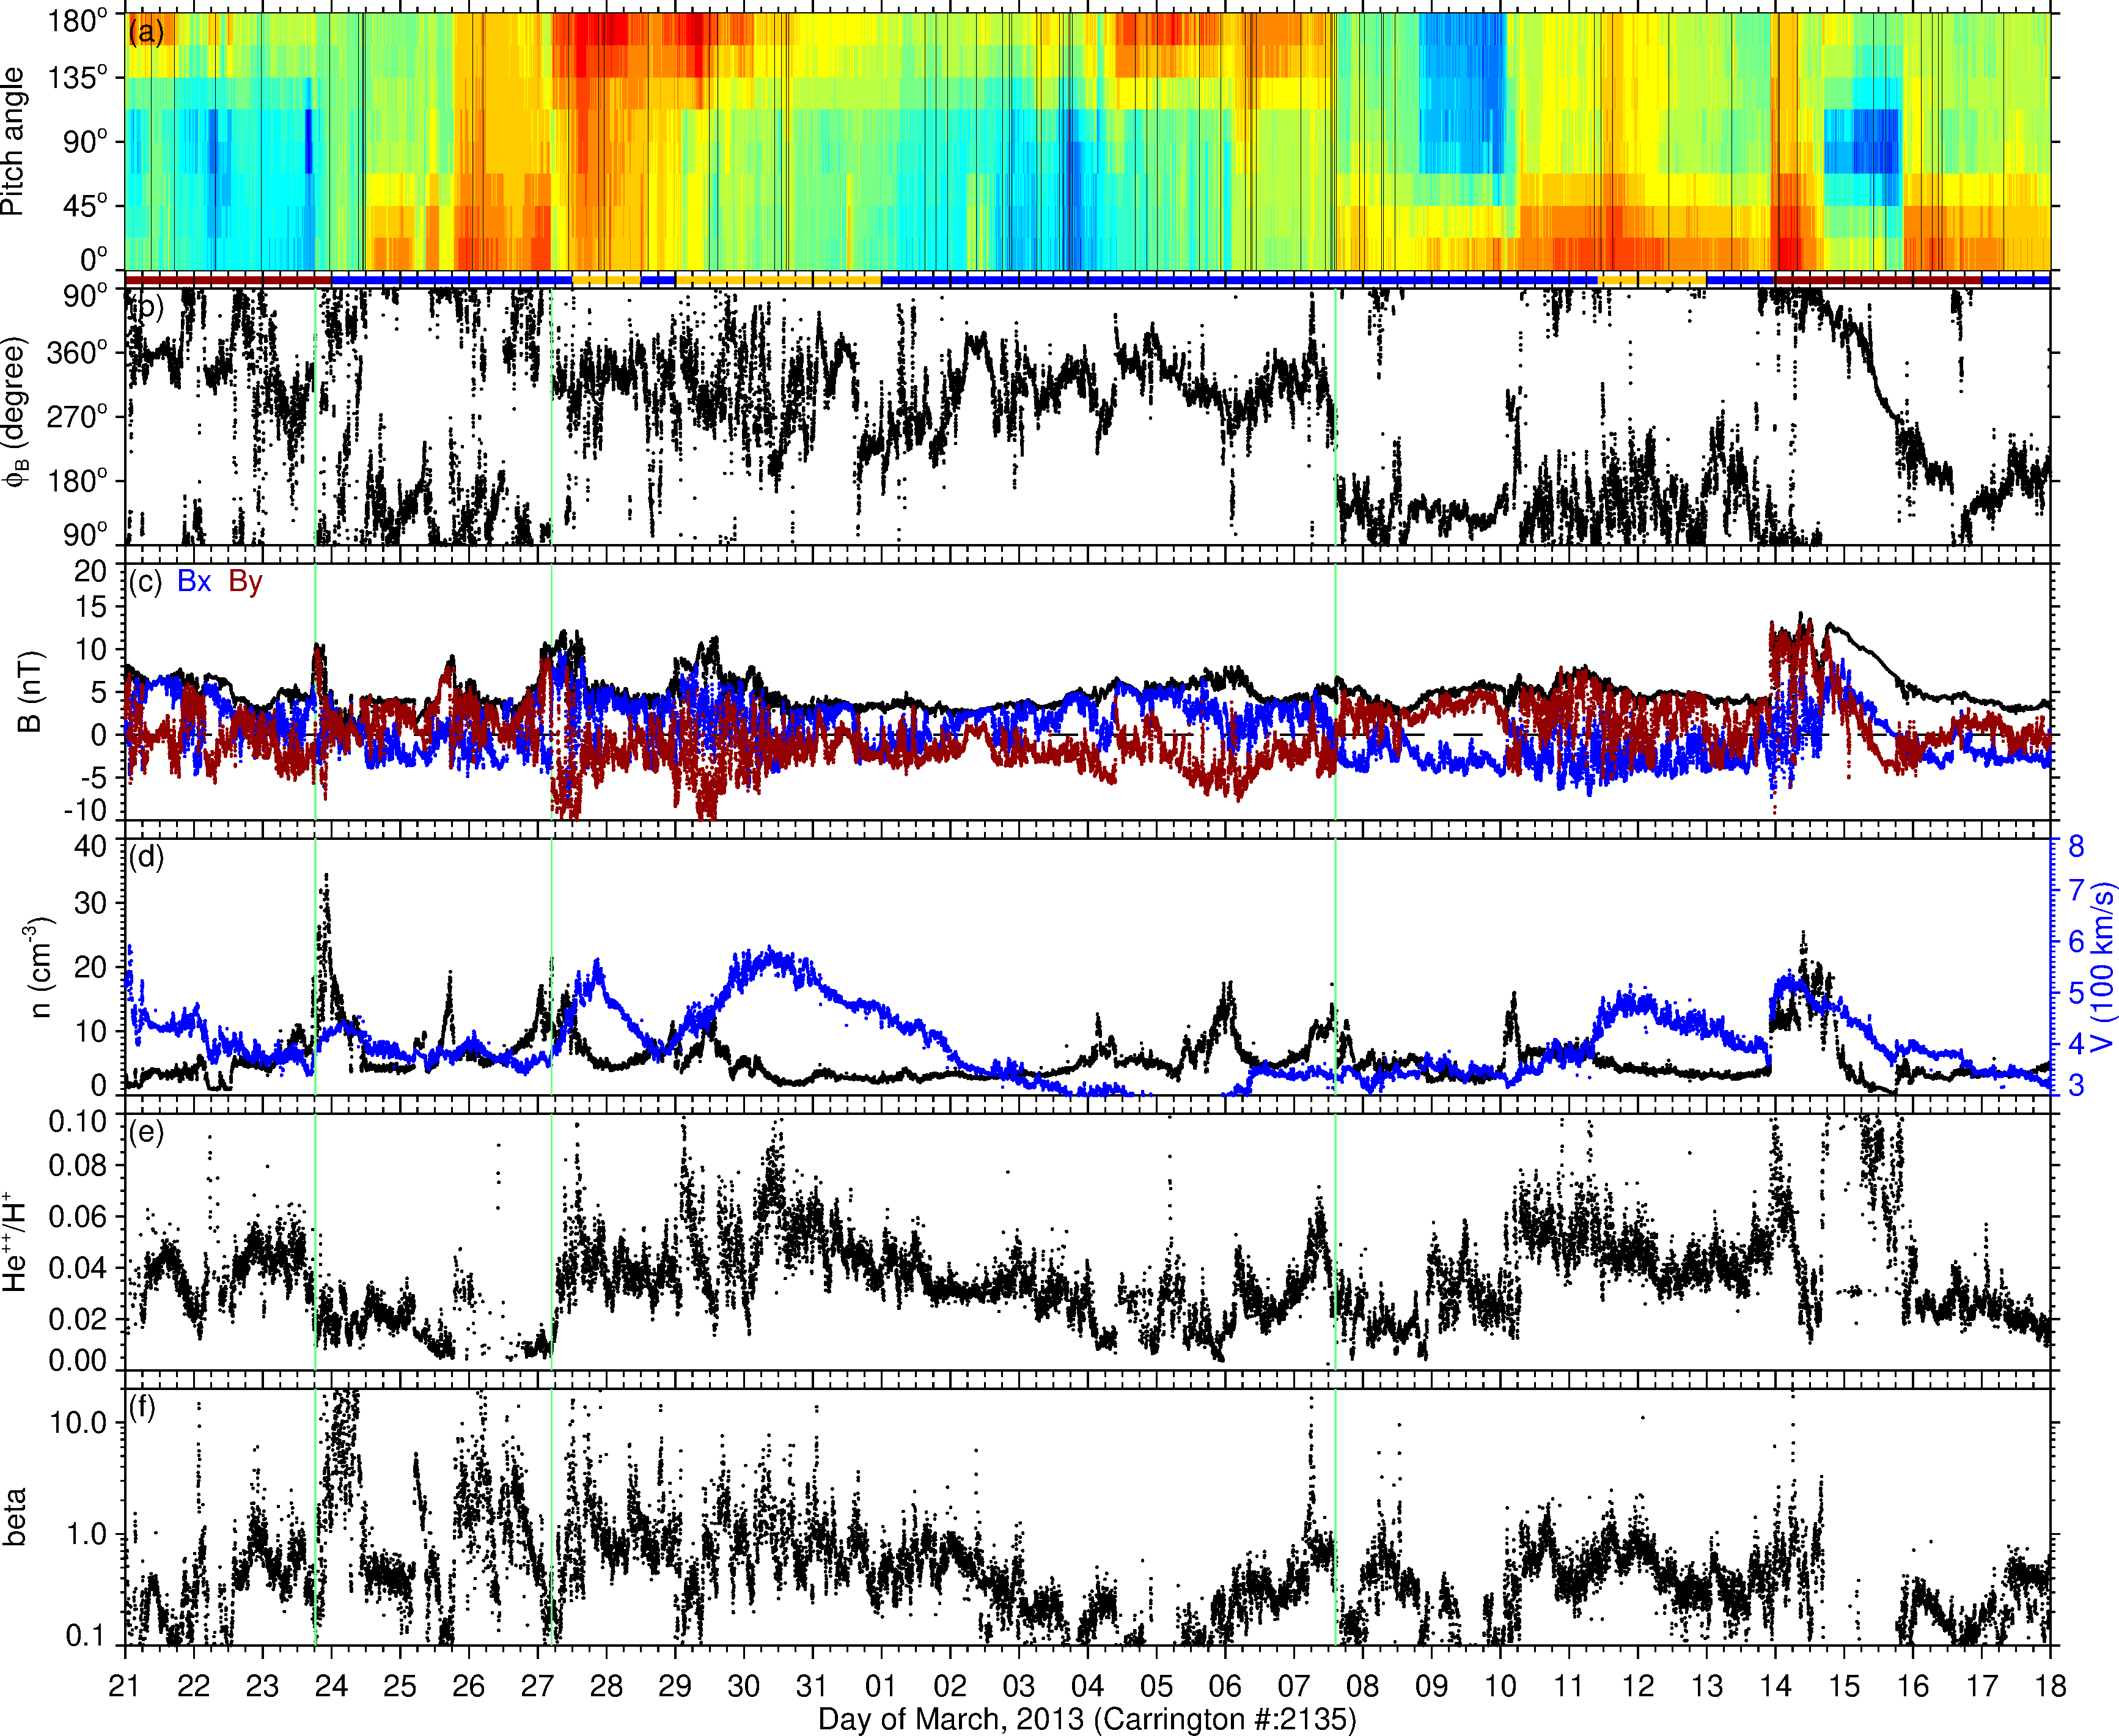 (a)
180°
135°
90°
45°
0°
Pitch angle
(b)
90°
360°
270°
180°
90°
ϕB (degree)
(c) Bx By
20
15
10
5
0
-5
-10
B (nT)
(d)
40
30
20
10
0
n (cm-3)
8
7
6
5
4
3
V (100 km/s)
(e)
0.10
0.08
0.06
0.04
0.02
0.00
He++/H+
(f)
10.0
1.0
0.1
beta
21 22 23 24 25 26 27 28 29 30 31 01 02 03 04 05 06 07 08 09 10 11 12 13 14 15 16 17 18
Day of March, 2013 (Carrington #:2135)